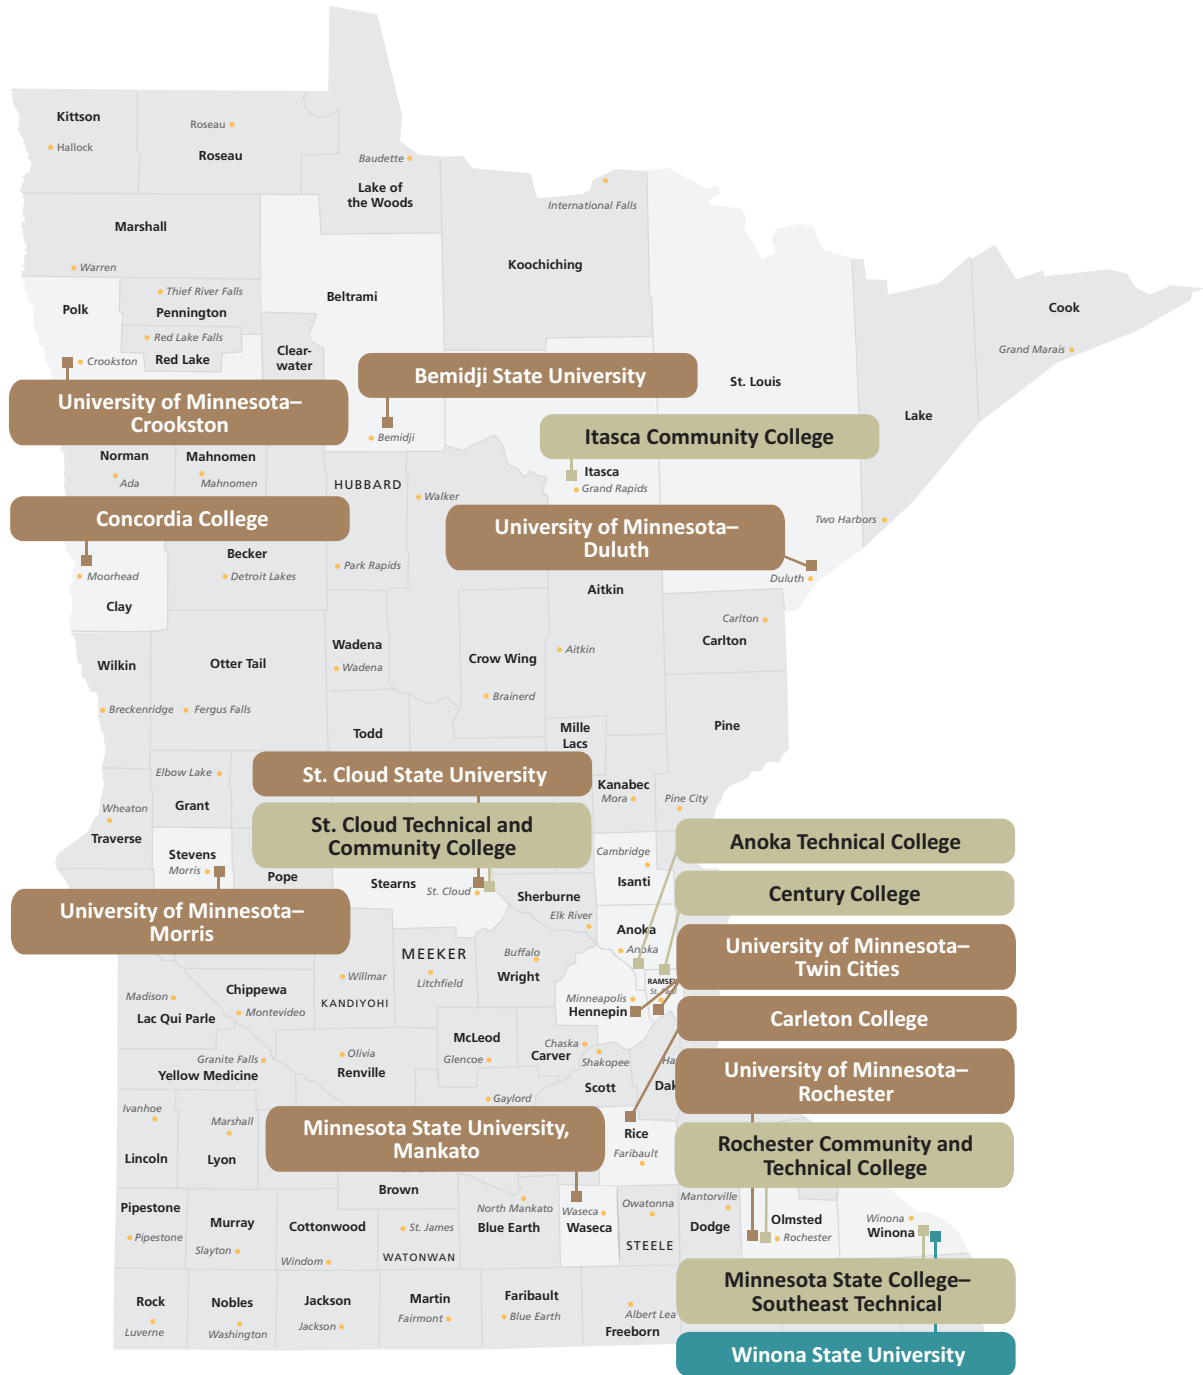 Kittson
Hallock
Roseau
Roseau
Baudette
Lake of
the Woods
International Falls
Koochiching
Marshall
Warren
Beltrami
Polk
Thief River Falls
Pennington
Red Lake Falls
Red Lake
Crookston
Clear-
water
Cook
Grand Marais
St. Louis
Lake
Bemidji State University
University of Minnesota–
Crookston
Bemidji
Itasca Community College
Itasca
Grand Rapids
Norman
Ada
Mahnomen
Mahnomen
HUBBARD
Walker
Concordia College
University of Minnesota–
Duluth
Two Harbors
Duluth
Moorhead
Clay
Becker
Detroit Lakes
Park Rapids
Aitkin
Aitkin
Carlton
Carlton
Wilkin
Otter Tail
Wadena
Wadena
Crow Wing
Brainerd
Breckenridge
Fergus Falls
Todd
Mille
Lacs
Pine
Elbow Lake
Grant
Wheaton
Traverse
St. Cloud State University
St. Cloud Technical and
Community College
Kanabec
Mora
Pine City
Stevens
Morris
Pope
Stearns
St. Cloud
Sherburne
Elk River
Cambridge
Isanti
Anoka Technical College
Century College
University of Minnesota–
Morris
Anoka
Anoka
University of Minnesota–
Twin Cities
MEEKER
Litchfield
Buffalo
Wright
Willmar
KANDIYOHI
Chippewa
Montevideo
Madison
Lac Qui Parle
Minneapolis
Hennepin
RAMSEY
Carleton College
McLeod
Glencoe
Chaska
Carver
Shakopee
Scott
Granite Falls
Yellow Medicine
Olivia
Renville
University of Minnesota–
Rochester
Gaylord
Ivanhoe
Lincoln
Marshall
Lyon
Minnesota State University,
Mankato
Rice
Faribault
Rochester Community and
Technical College
Brown
Pipestone
Pipestone
Murray
Slayton
Cottonwood
Windom
St. James
WATONWAN
North Mankato
Blue Earth
Waseca
Waseca
Owatonna
STEELE
Mantorville
Dodge
Olmsted
Rochester
Winona
Winona
Minnesota State College–
Southeast Technical
Winona State University
Rock
Luverne
Nobles
Washington
Jackson
Jackson
Martin
Fairmont
Faribault
Blue Earth
Albert Lea
Freeborn